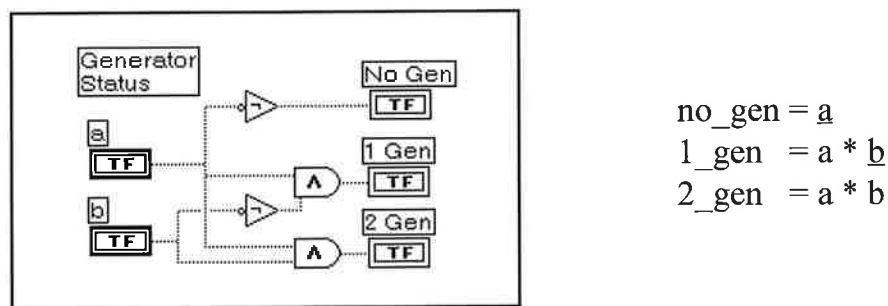 Generator
Status
No Gen
TF
a
TF
1 Gen
TF
b
TF
2 Gen
TF
no_gen = a
1_gen = a * b
2_gen = a * b